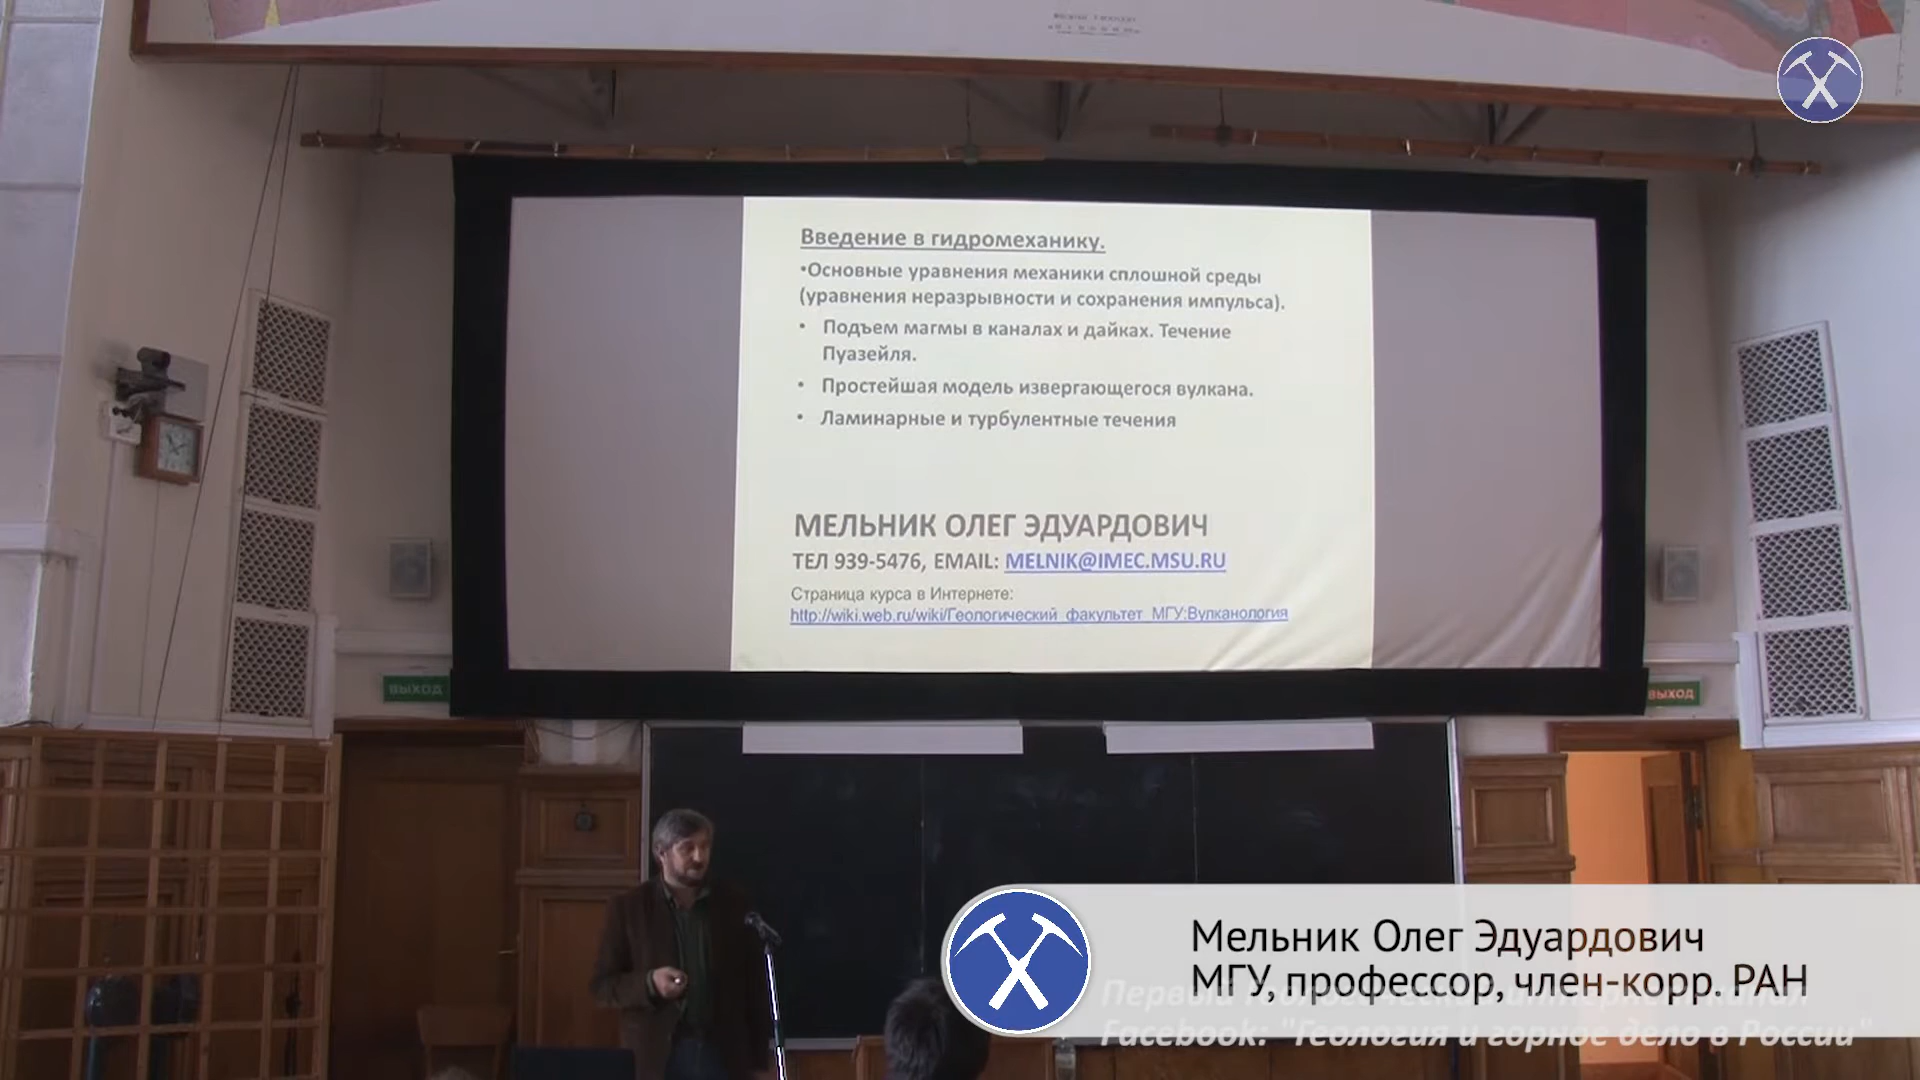 Введение в гидромеханику.
•Основные уравнения механики сплошной среды
(уравнения неразрывности и сохранения импульса).
• Подъем магмы в каналах и дайках. Течение
Пуазейля.
• Простейшая модель извергающегося вулкана.
• Ламинарные и турбулентные течения
МЕЛЬНИК ОЛЕГ ЭДУАРДОВИЧ
ТЕЛ 939-5476, EMAIL: MELNIK@IMEC.MSU.RU
Страница курса в Интернете:
http://wiki.web.ru/wiki/Геологический_факультет_МГУ:Вулканология
ВЫХОД
ВЫХОД
Мельник Олег Эдуардович
МГУ, профессор, член-корр. РАН
Первый
Facebook: "Геология и горное дело в России"